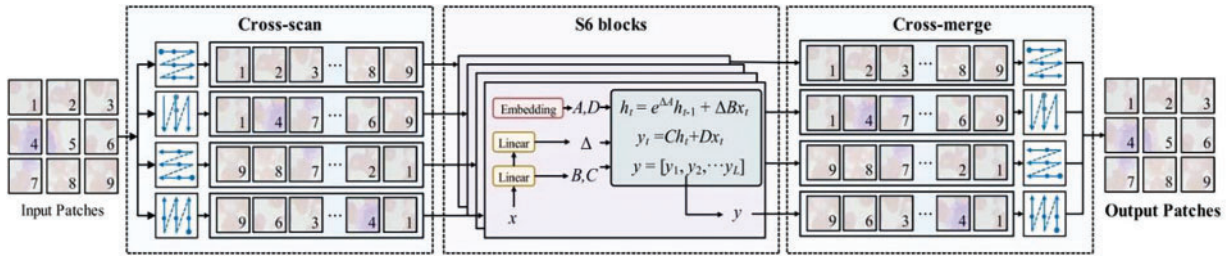 Cross-scan
S6 blocks
Cross-merge
1 2 3
4 5 6
7 8 9
Input Patches
1 2 3 ... 8 9
1 4 7 ... 6 9
9 8 7 ... 2 1
9 6 3 ... 4 1
Embedding
A,D
Linear
Δ
Linear
B,C
x
h_t = e^{ΔA}h_{t-1} + ΔBx_t
y_t =Ch_t+Dx_t
y = [y_1, y_2, ⋯y_L]
y
1 2 3 ... 8 9
1 4 7 ... 6 9
9 8 7 ... 2 1
9 6 3 ... 4 1
1 2 3
4 5 6
7 8 9
Output Patches